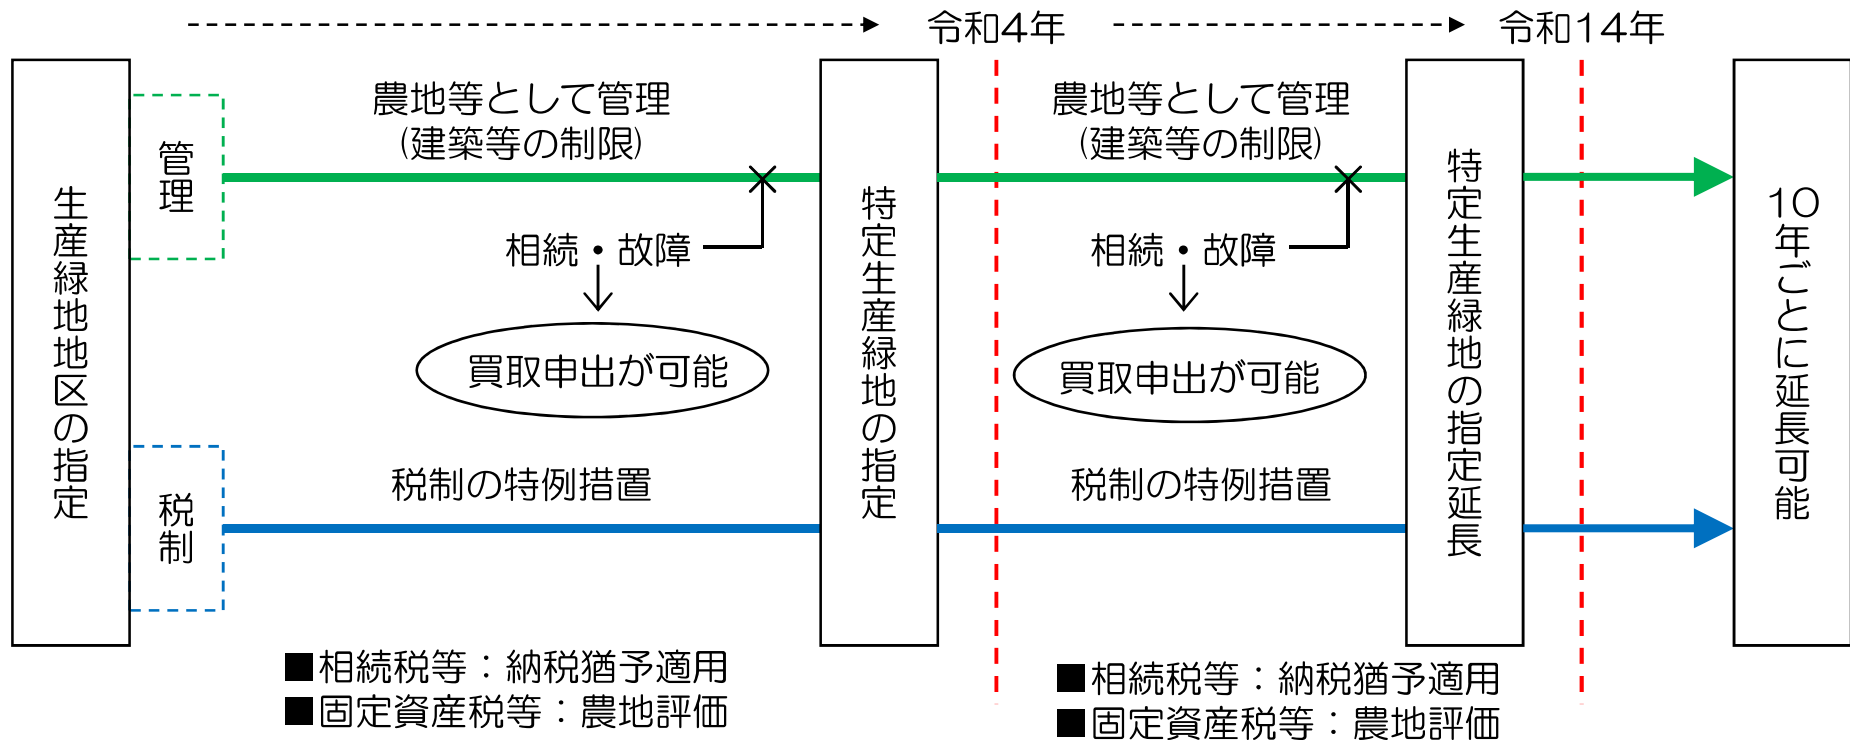 令和4年
令和14年
生産緑地地区の指定
管理
農地等として管理
(建築等の制限)
相続・故障
買取申出が可能
税制
税制の特例措置
■相続税等：納税猶予適用
■固定資産税等：農地評価
特定生産緑地の指定
農地等として管理
(建築等の制限)
相続・故障
買取申出が可能
税制の特例措置
■相続税等：納税猶予適用
■固定資産税等：農地評価
特定生産緑地の指定延長
10年ごとに延長可能